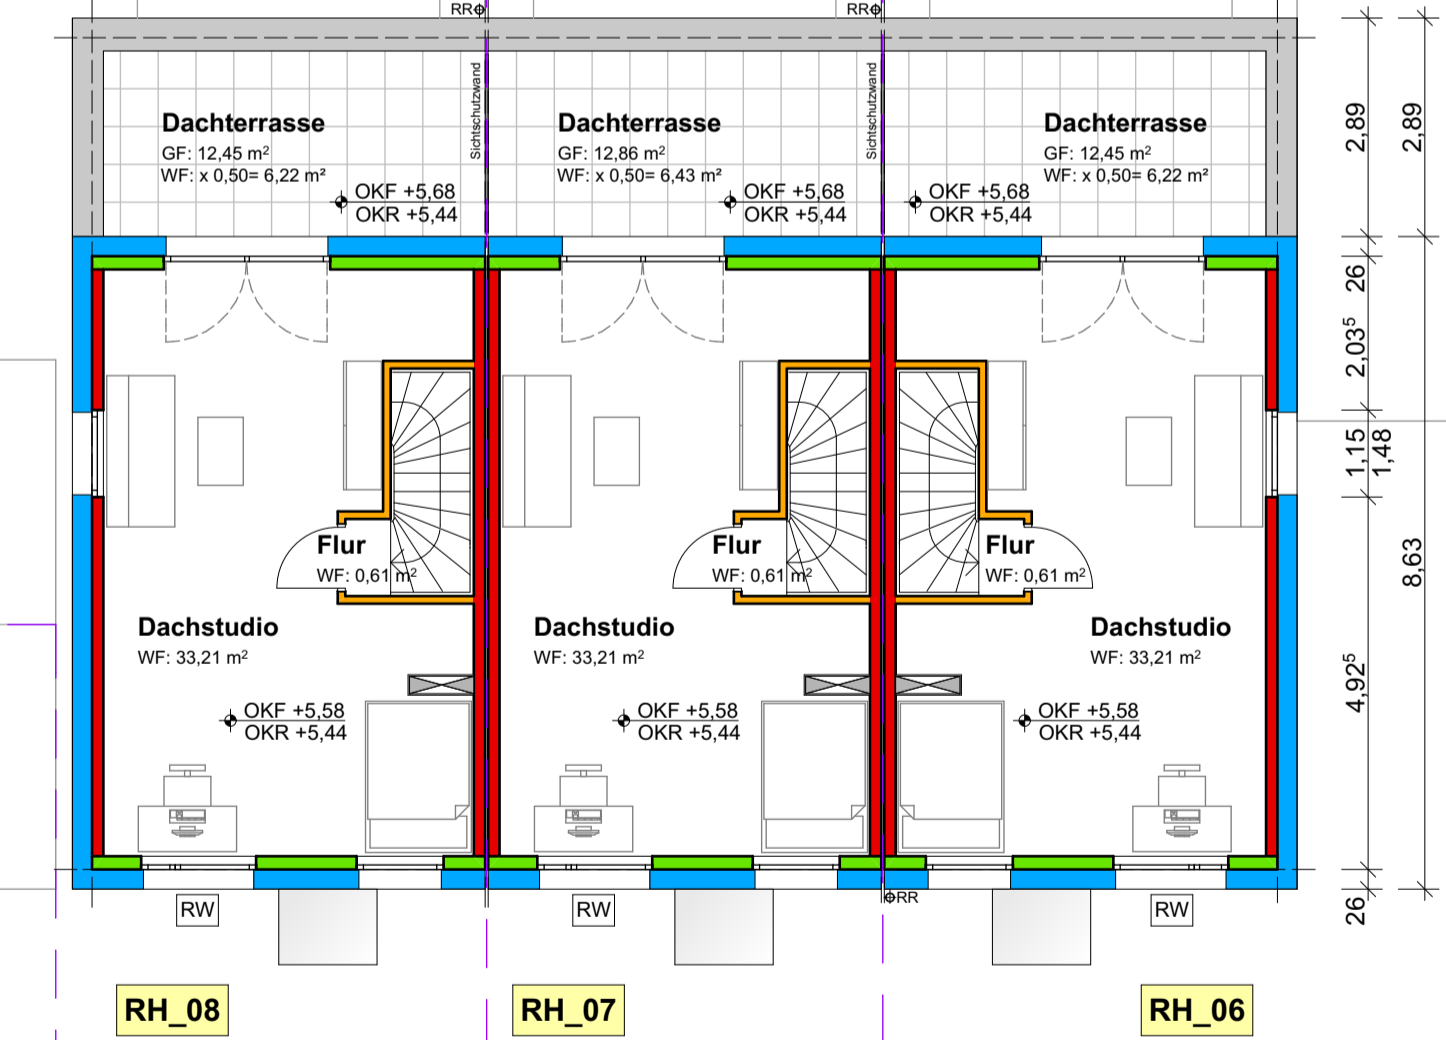 RR
RR
Sichtschutzwand
Sichtschutzwand
Dachterrasse
GF: 12,45 m²
WF: x 0,50= 6,22 m²
OKF +5,68
OKR +5,44
Dachterrasse
GF: 12,86 m²
WF: x 0,50= 6,43 m²
OKF +5,68
OKR +5,44
Dachterrasse
GF: 12,45 m²
WF: x 0,50= 6,22 m²
OKF +5,68
OKR +5,44
2,89
2,89
26
2,03⁵
1,15
1,48
8,63
4,92⁵
26
Flur
WF: 0,61 m²
Flur
WF: 0,61 m²
Flur
WF: 0,61 m²
Dachstudio
WF: 33,21 m²
Dachstudio
WF: 33,21 m²
Dachstudio
WF: 33,21 m²
OKF +5,58
OKR +5,44
OKF +5,58
OKR +5,44
OKF +5,58
OKR +5,44
RR
RW
RW
RW
RH_08
RH_07
RH_06